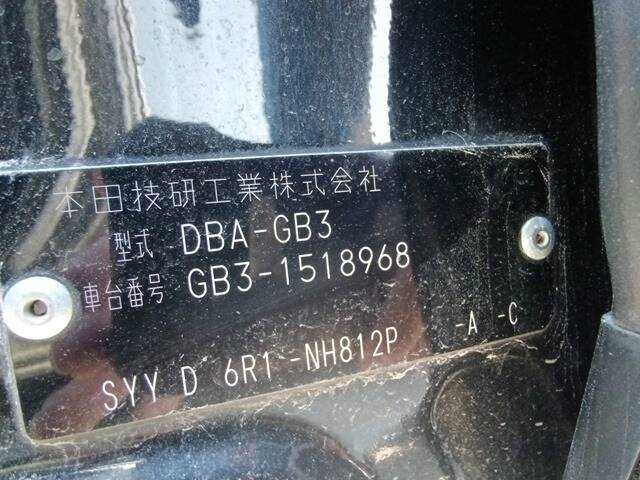 本田技研工業株式会社
型式 DBA-GB3
車台番号 GB3-1518968
SYY D 6R1 -NH812P -A -C